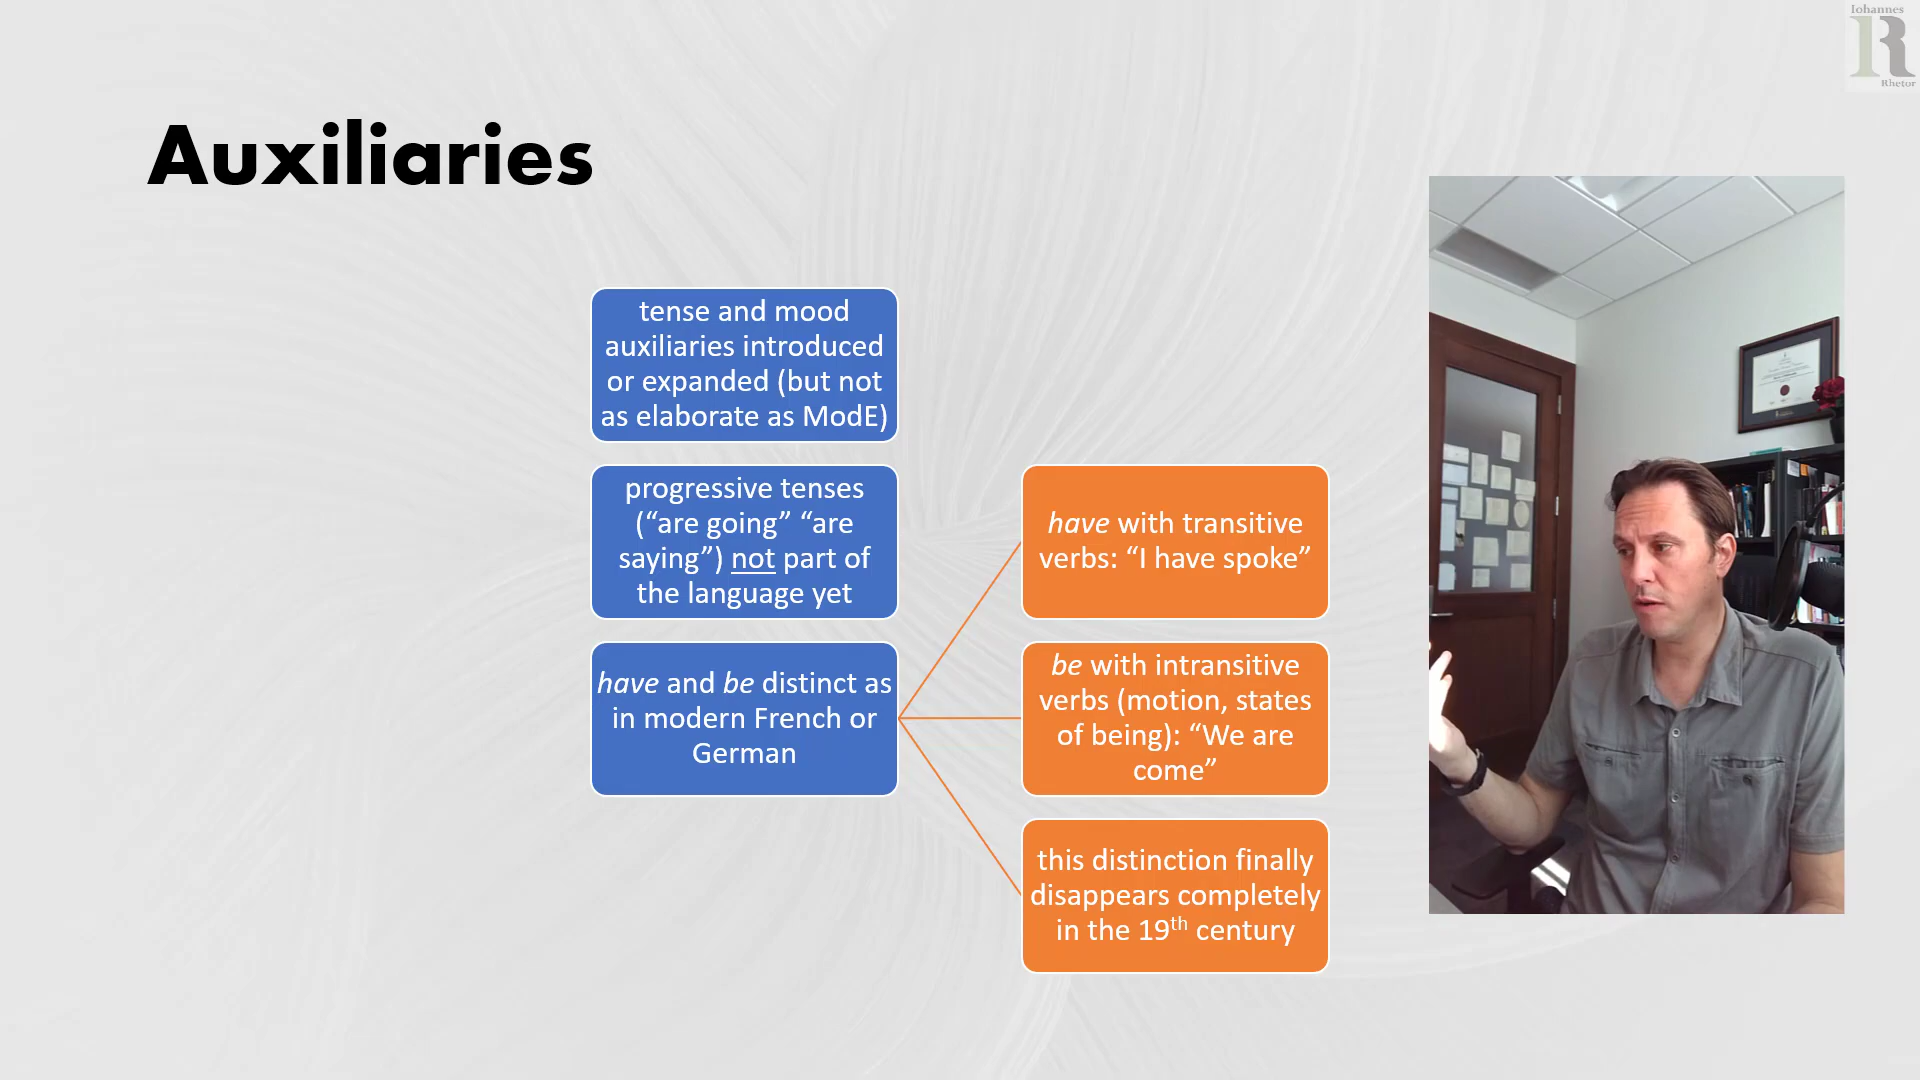 Iohannes
R
Rhetor
Auxiliaries
tense and mood
auxiliaries introduced
or expanded (but not
as elaborate as ModE)
progressive tenses
(“are going” “are
saying”) not part of
the language yet
have and be distinct as
in modern French or
German
have with transitive
verbs: “I have spoke”
be with intransitive
verbs (motion, states
of being): “We are
come”
this distinction finally
disappears completely
in the 19th century